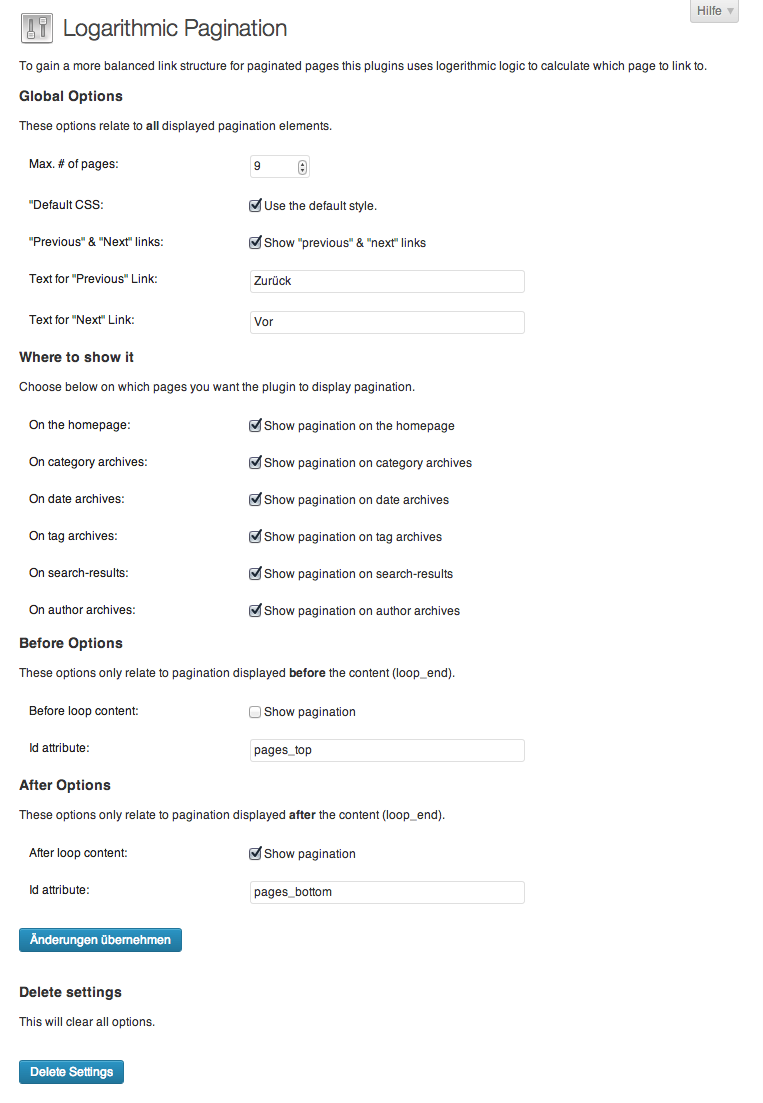 Hilfe
Logarithmic Pagination
To gain a more balanced link structure for paginated pages this plugins uses logerithmic logic to calculate which page to link to.
Global Options
These options relate to all displayed pagination elements.
Max. # of pages: 9
"Default CSS: Use the default style.
"Previous" & "Next" links: Show "previous" & "next" links
Text for "Previous" Link: Zurück
Text for "Next" Link: Vor
Where to show it
Choose below on which pages you want the plugin to display pagination.
On the homepage: Show pagination on the homepage
On category archives: Show pagination on category archives
On date archives: Show pagination on date archives
On tag archives: Show pagination on tag archives
On search-results: Show pagination on search-results
On author archives: Show pagination on author archives
Before Options
These options only relate to pagination displayed before the content (loop_end).
Before loop content: Show pagination
Id attribute: pages_top
After Options
These options only relate to pagination displayed after the content (loop_end).
After loop content: Show pagination
Id attribute: pages_bottom
Änderungen übernehmen
Delete settings
This will clear all options.
Delete Settings